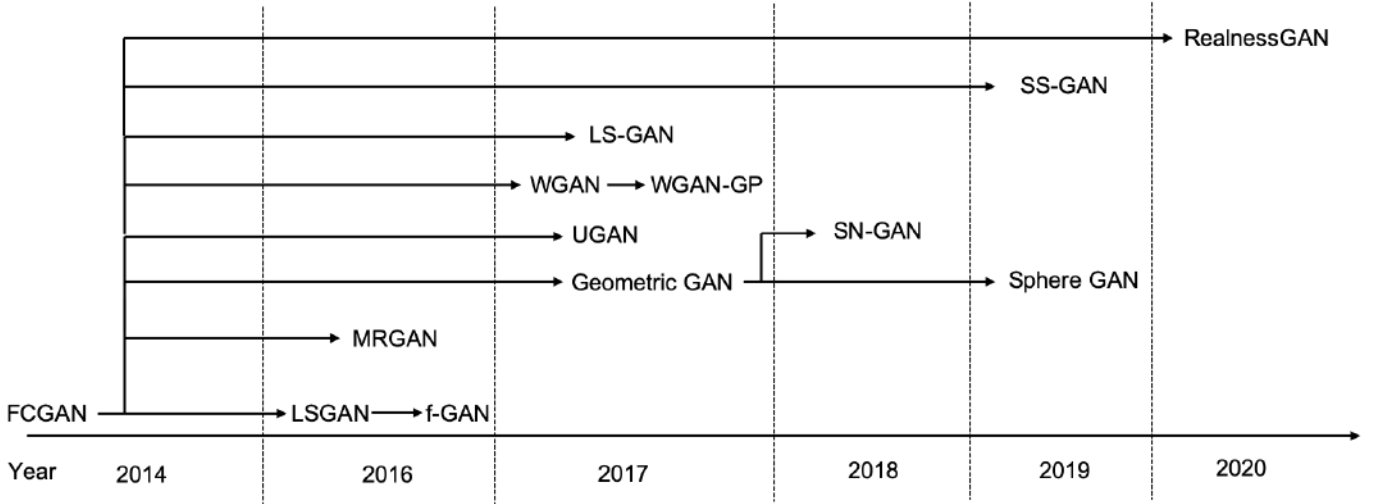 RealnessGAN
SS-GAN
LS-GAN
WGAN WGAN-GP
UGAN SN-GAN
Geometric GAN Sphere GAN
MRGAN
FCGAN LSGAN f-GAN
Year 2014 2016 2017 2018 2019 2020